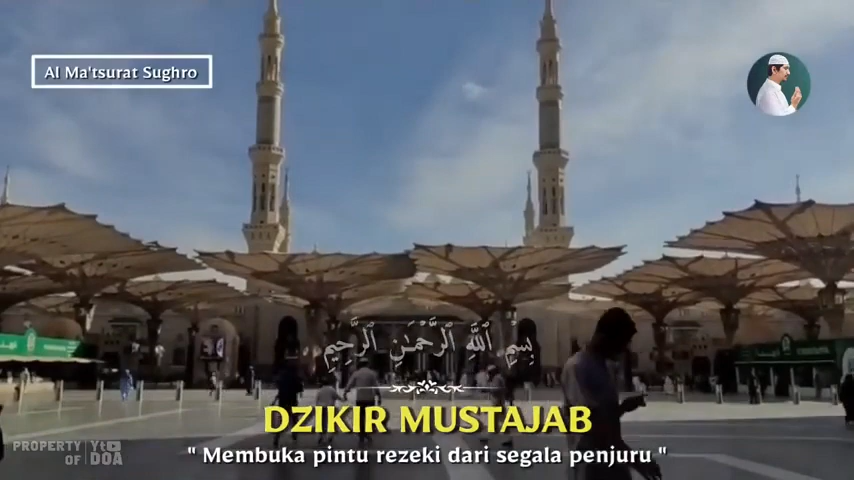 Al Ma'tsurat Sughro
بِسْمِ اللَّهِ الرَّحْمَٰنِ الرَّحِيمِ
DZIKIR MUSTAJAB
" Membuka pintu rezeki dari segala penjuru "
PROPERTY OF Yt DOA